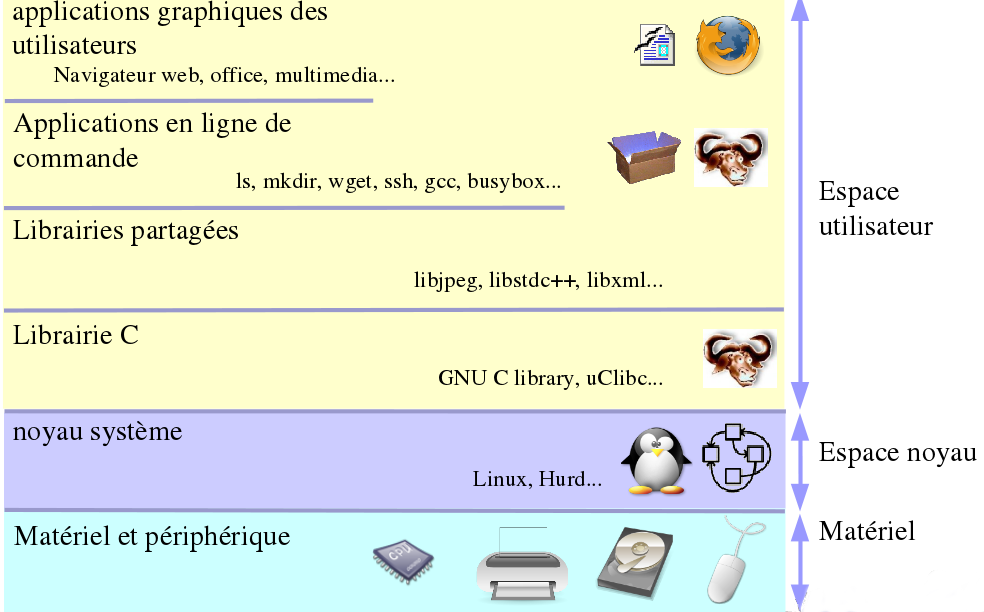 applications graphiques des
utilisateurs
Navigateur web, office, multimedia...
Applications en ligne de
commande
ls, mkdir, wget, ssh, gcc, busybox...
Librairies partagées
libjpeg, libstdc++, libxml...
Librairie C
GNU C library, uClibc...
noyau système
Linux, Hurd...
Matériel et périphérique
CPU
Espace
utilisateur
Espace noyau
Matériel